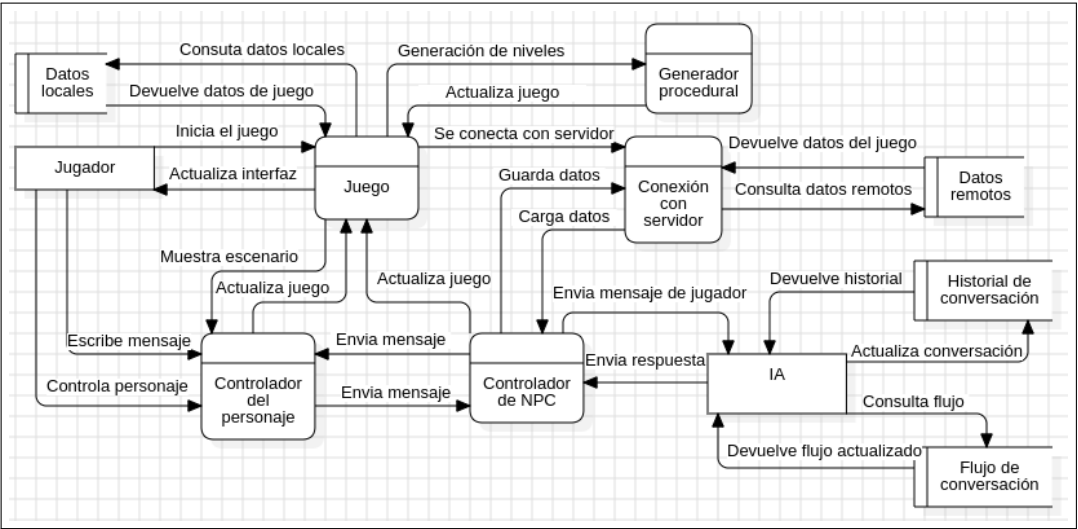 Consuta datos locales
Generación de niveles
Datos
locales
Generador
procedural
Devuelve datos de juego
Actualiza juego
Inicia el juego
Se conecta con servidor
Devuelve datos del juego
Jugador
Actualiza interfaz
Juego
Guarda datos
Conexión
con
servidor
Consulta datos remotos
Datos
remotos
Carga datos
Muestra escenario
Actualiza juego
Actualiza juego
Envia mensaje de jugador
Devuelve historial
Historial de
conversación
Escribe mensaje
Envia mensaje
Envia respuesta
Actualiza conversación
Controla personaje
Controlador
del
personaje
Envia mensaje
Controlador
de NPC
IA
Consulta flujo
Devuelve flujo actualizado
Flujo de
conversación